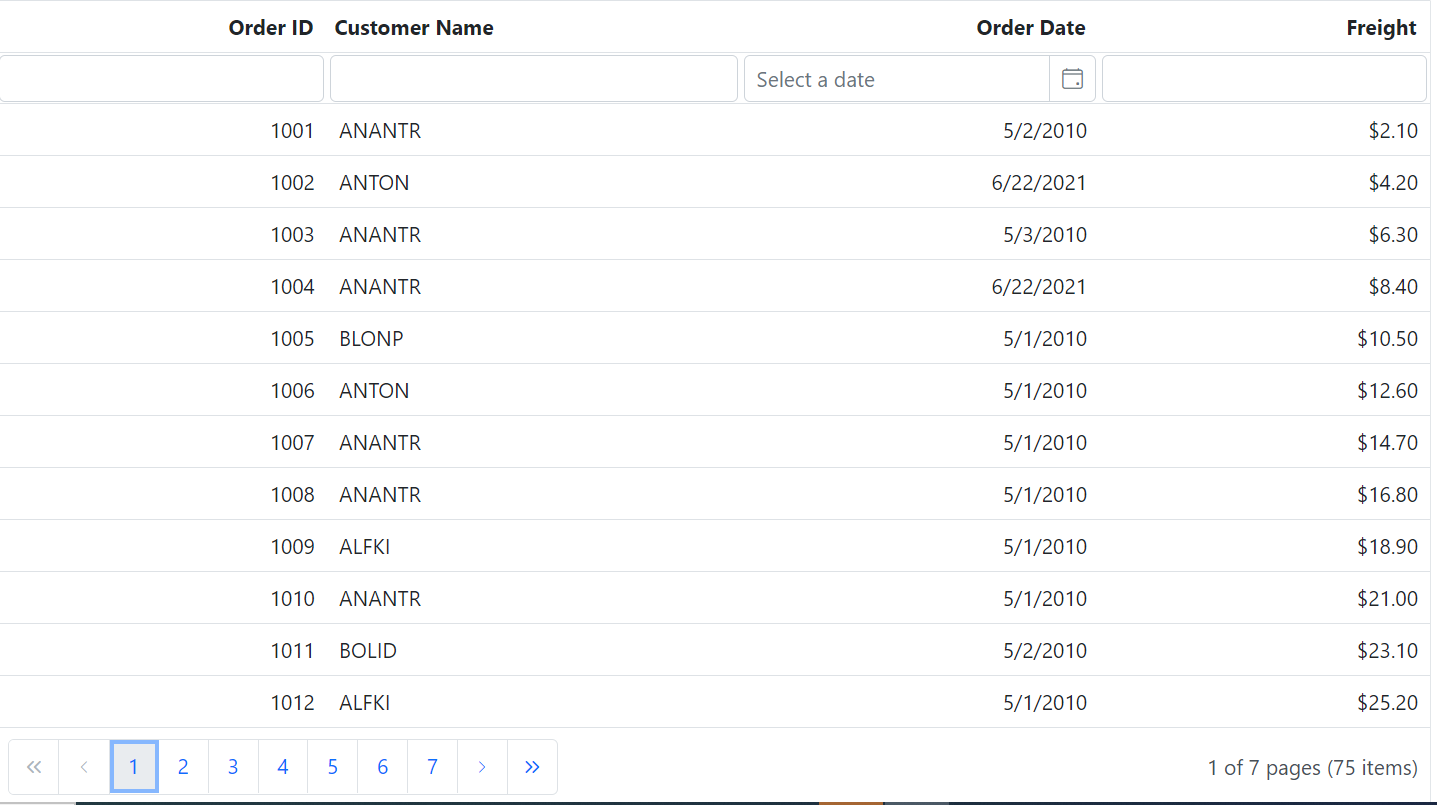 Order ID Customer Name Order Date Freight
Select a date
1001 ANANTR 5/2/2010 $2.10
1002 ANTON 6/22/2021 $4.20
1003 ANANTR 5/3/2010 $6.30
1004 ANANTR 6/22/2021 $8.40
1005 BLONP 5/1/2010 $10.50
1006 ANTON 5/1/2010 $12.60
1007 ANANTR 5/1/2010 $14.70
1008 ANANTR 5/1/2010 $16.80
1009 ALFKI 5/1/2010 $18.90
1010 ANANTR 5/1/2010 $21.00
1011 BOLID 5/2/2010 $23.10
1012 ALFKI 5/1/2010 $25.20
« ‹ 1 2 3 4 5 6 7 › » 1 of 7 pages (75 items)